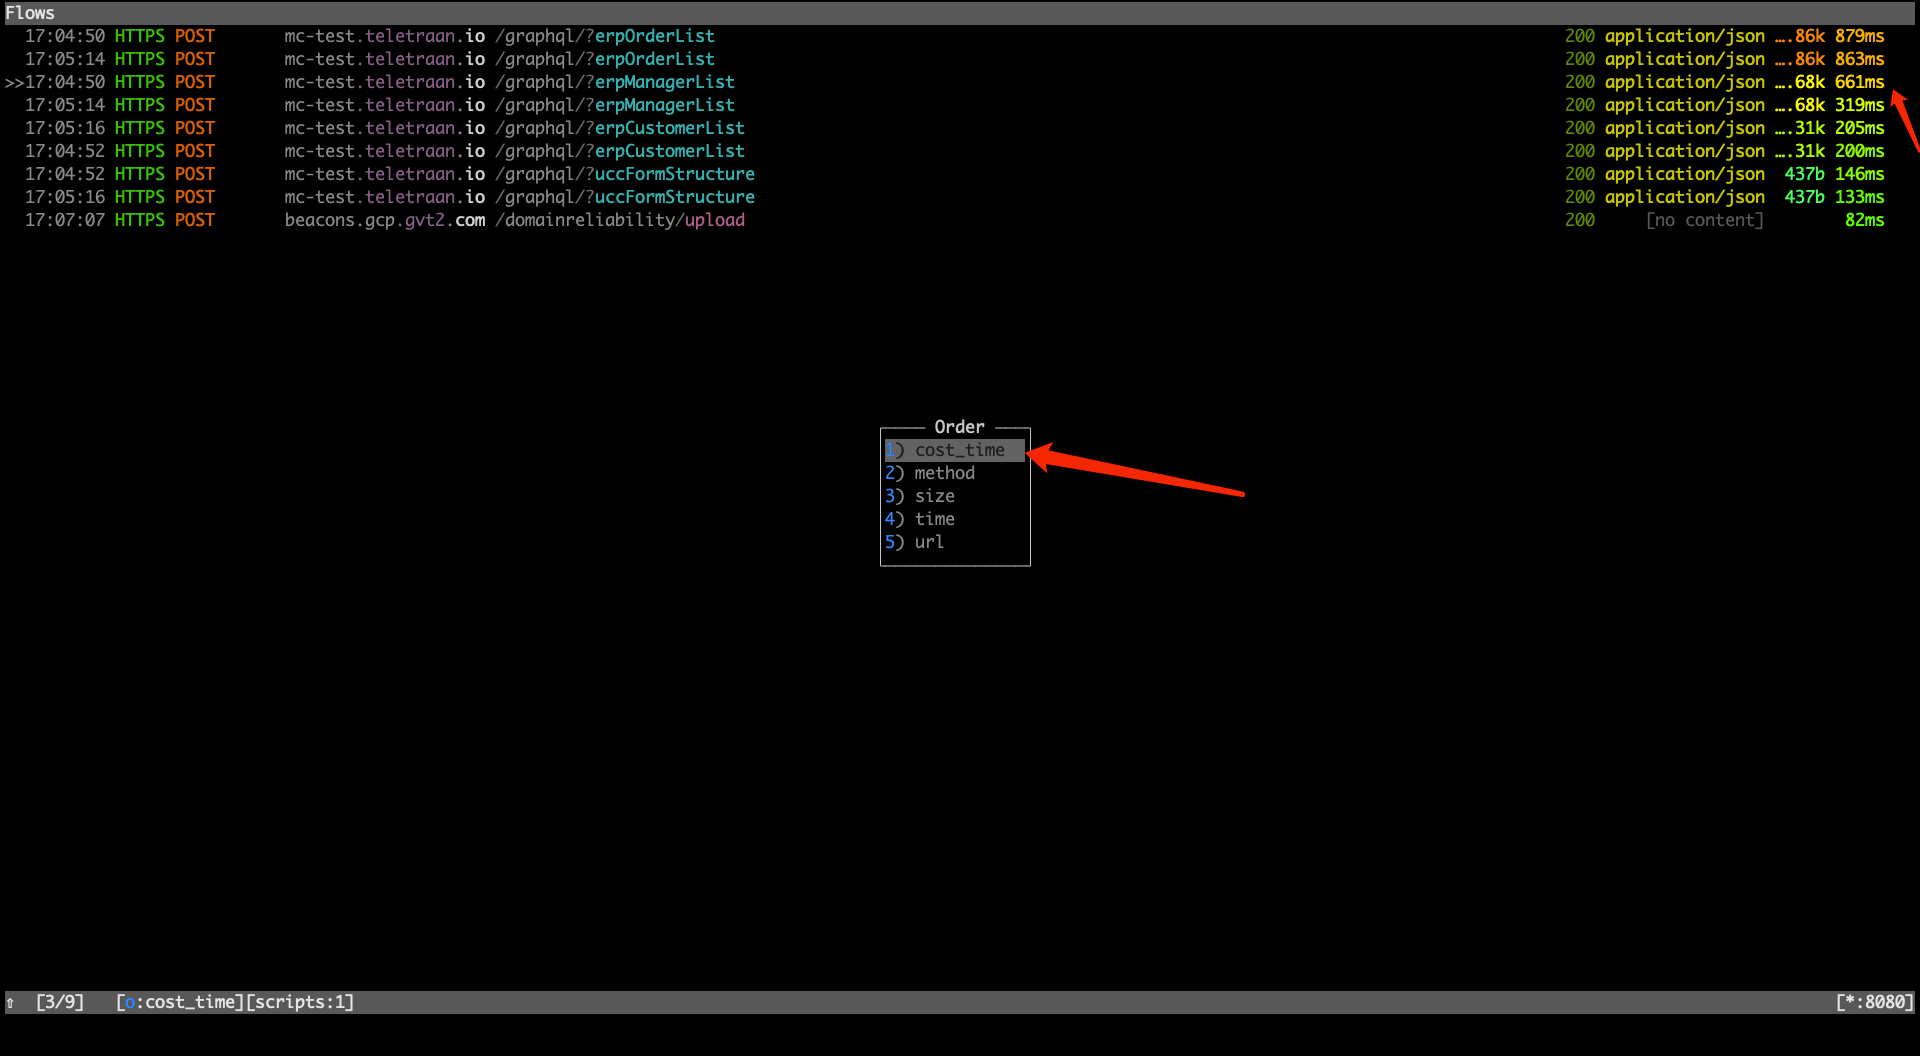 Flows
17:04:50 HTTPS POST mc-test.teletraan.io /graphql/?erpOrderList 200 application/json ….86k 879ms
17:05:14 HTTPS POST mc-test.teletraan.io /graphql/?erpOrderList 200 application/json ….86k 863ms
>>17:04:50 HTTPS POST mc-test.teletraan.io /graphql/?erpManagerList 200 application/json ….68k 661ms
17:05:14 HTTPS POST mc-test.teletraan.io /graphql/?erpManagerList 200 application/json ….68k 319ms
17:05:16 HTTPS POST mc-test.teletraan.io /graphql/?erpCustomerList 200 application/json ….31k 205ms
17:04:52 HTTPS POST mc-test.teletraan.io /graphql/?erpCustomerList 200 application/json ….31k 200ms
17:04:52 HTTPS POST mc-test.teletraan.io /graphql/?uccFormStructure 200 application/json 437b 146ms
17:05:16 HTTPS POST mc-test.teletraan.io /graphql/?uccFormStructure 200 application/json 437b 133ms
17:07:07 HTTPS POST beacons.gcp.gvt2.com /domainreliability/upload 200 [no content] 82ms
Order
1) cost_time
2) method
3) size
4) time
5) url
⇧ [3/9] [o:cost_time][scripts:1] [*:8080]